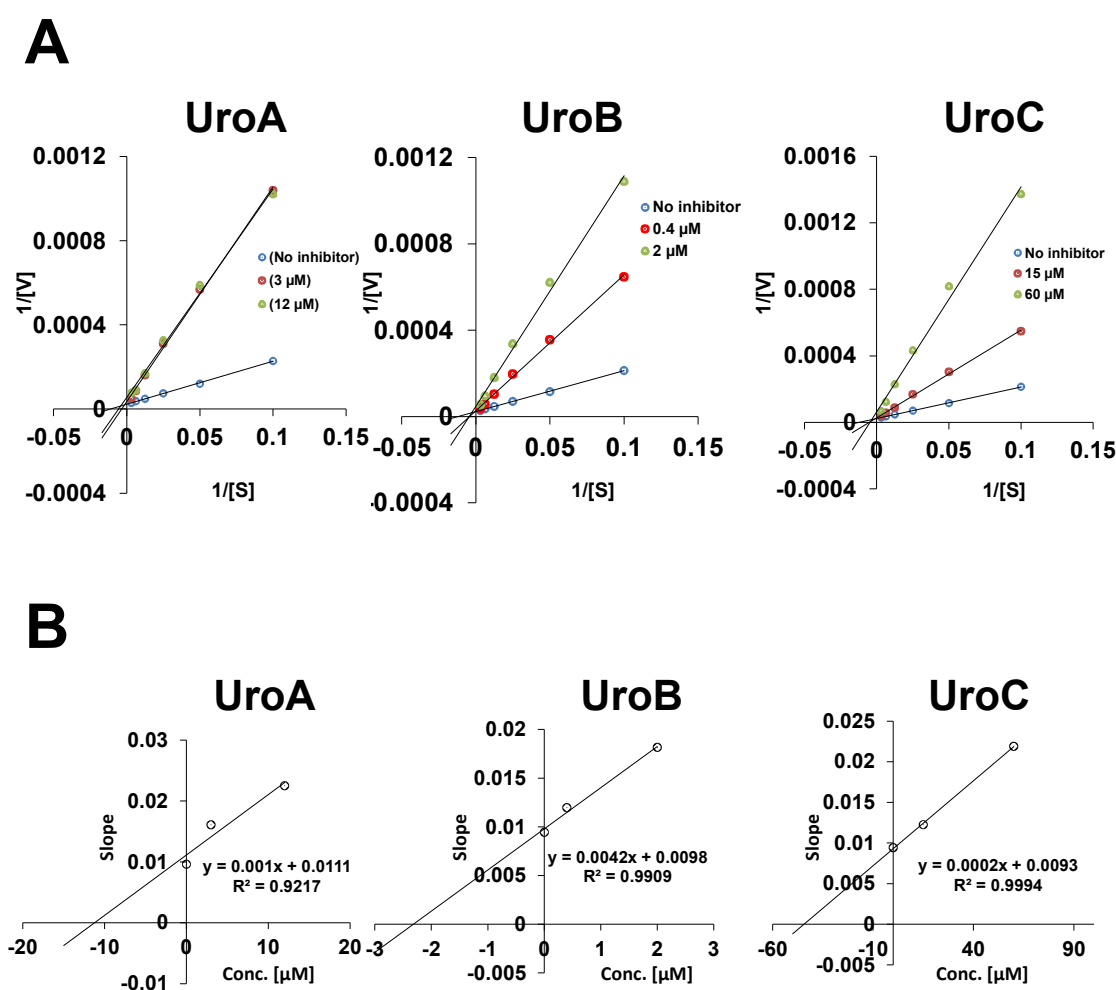 A
UroA
UroB
UroC
0.0012
0.0008
0.0004
0
-0.0004
-0.05
0
0.05
0.1
0.15
1/[V]
1/[S]
(No inhibitor)
(3 µM)
(12 µM)
0.0012
0.0008
0.0004
0
-0.0004
-0.05
0
0.05
0.1
0.15
1/[V]
1/[S]
No inhibitor
0.4 µM
2 µM
0.0016
0.0012
0.0008
0.0004
0
-0.0004
-0.05
0
0.05
0.1
0.15
1/[V]
1/[S]
No inhibitor
15 µM
60 µM
B
UroA
UroB
UroC
0.03
0.02
0.01
0
-0.01
-20
-10
0
10
20
Slope
Conc. [µM]
y = 0.001x + 0.0111
R² = 0.9217
0.02
0.015
0.01
0.005
0
-0.005
-3
-2
-1
0
1
2
3
Slope
Conc. [µM]
y = 0.0042x + 0.0098
R² = 0.9909
0.025
0.02
0.015
0.01
0.005
0
-0.005
-60
-10
40
90
Slope
Conc. [µM]
y = 0.0002x + 0.0093
R² = 0.9994